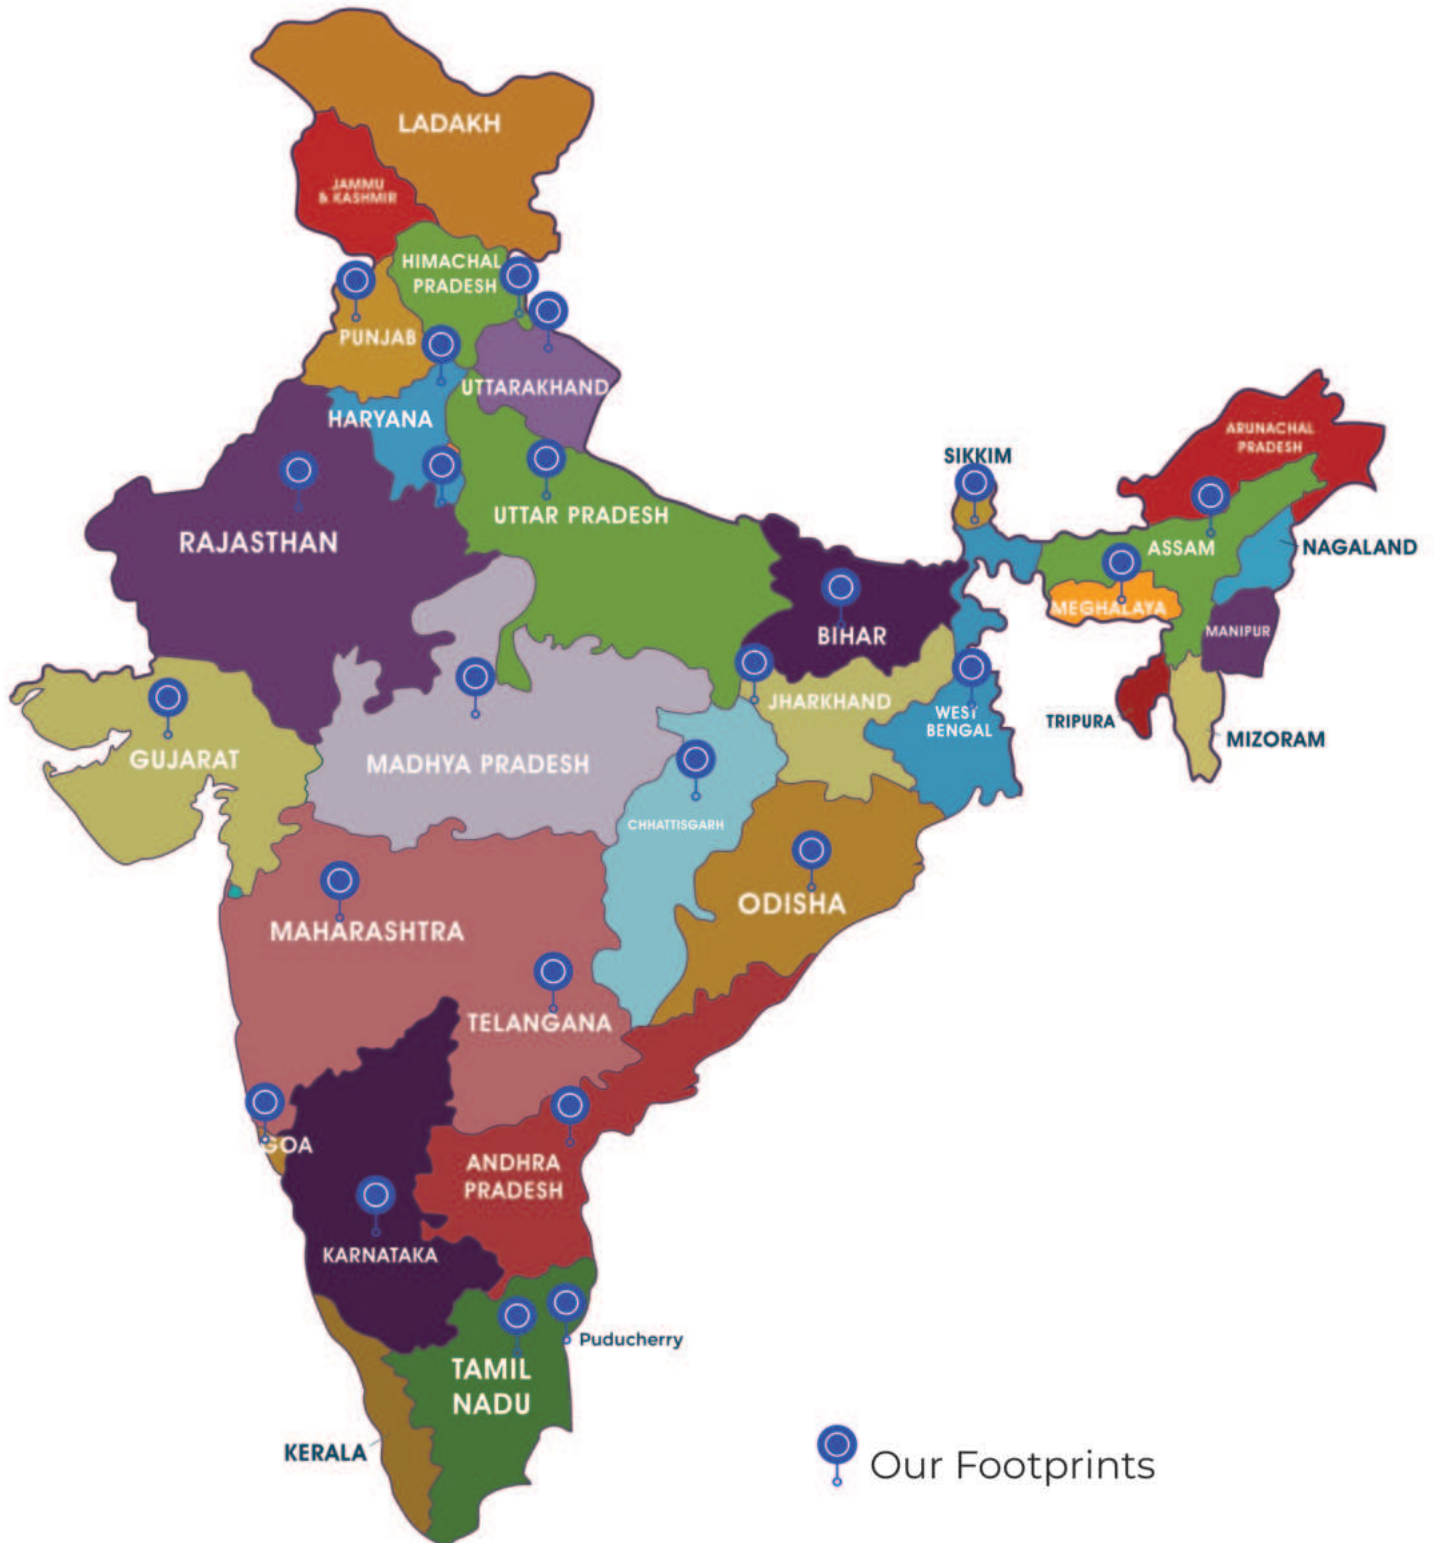 LADAKH
JAMMU
& KASHMIR
HIMACHAL
PRADESH
PUNJAB
UTTARAKHAND
HARYANA
ARUNACHAL
PRADESH
SIKKIM
UTTAR PRADESH
RAJASTHAN
ASSAM
NAGALAND
MEGHALAYA
BIHAR
MANIPUR
JHARKHAND
WEST
BENGAL
TRIPURA
MIZORAM
GUJARAT
MADHYA PRADESH
CHHATTISGARH
ODISHA
MAHARASHTRA
TELANGANA
GOA
ANDHRA
PRADESH
KARNATAKA
Puducherry
TAMIL
NADU
KERALA
Our Footprints